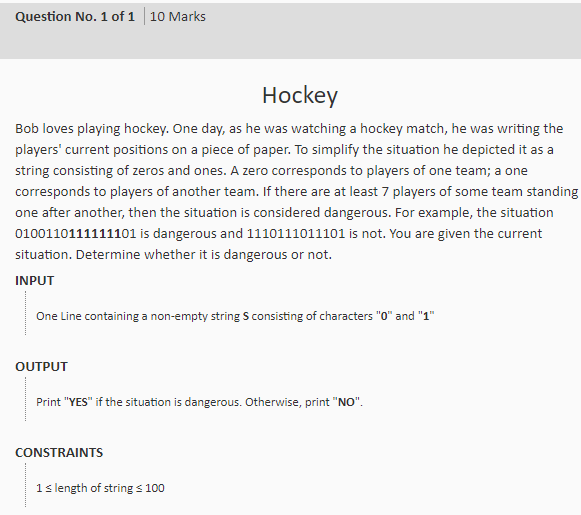 Question No. 1 of 1 | 10 Marks
Hockey
Bob loves playing hockey. One day, as he was watching a hockey match, he was writing the
players' current positions on a piece of paper. To simplify the situation he depicted it as a
string consisting of zeros and ones. A zero corresponds to players of one team; a one
corresponds to players of another team. If there are at least 7 players of some team standing
one after another, then the situation is considered dangerous. For example, the situation
0100110111111101 is dangerous and 1110111011101 is not. You are given the current
situation. Determine whether it is dangerous or not.
INPUT
One Line containing a non-empty string S consisting of characters "0" and "1"
OUTPUT
Print "YES" if the situation is dangerous. Otherwise, print "NO".
CONSTRAINTS
1 ≤ length of string ≤ 100